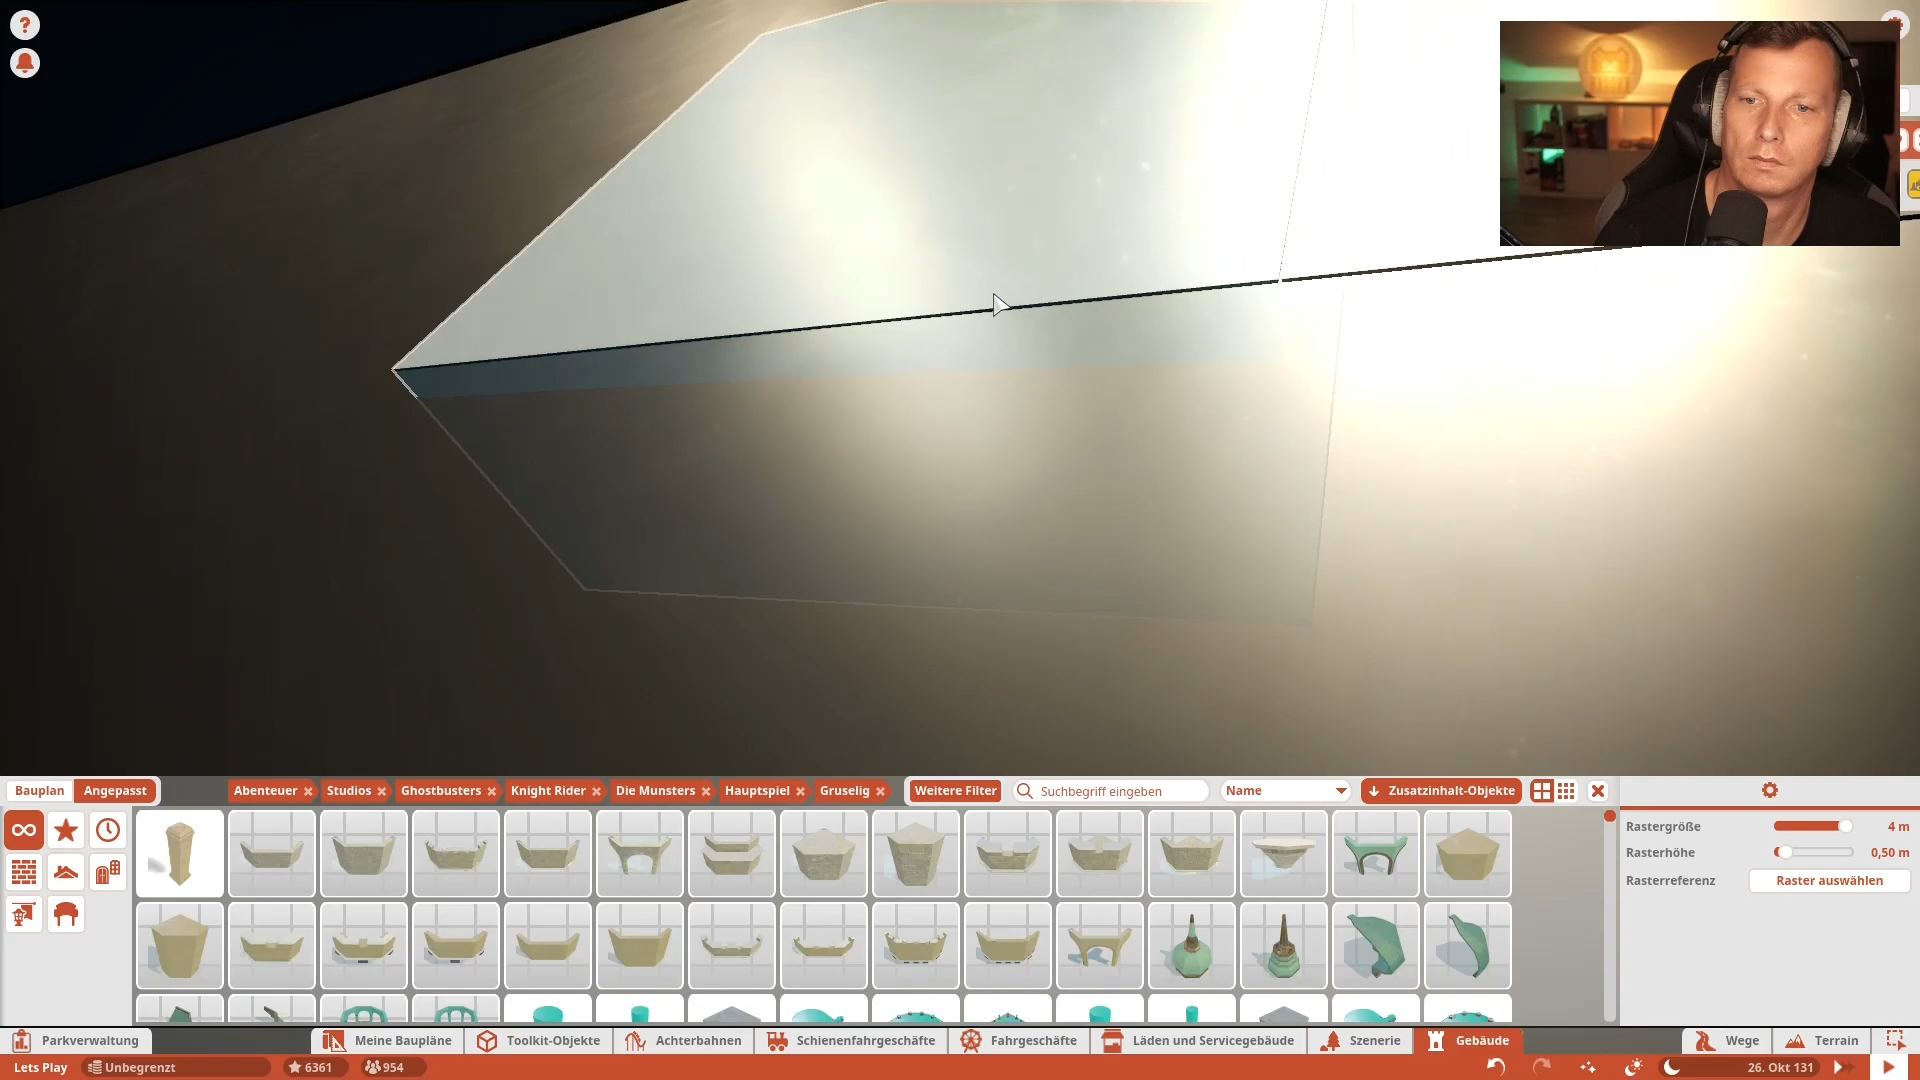 ?
Bauplan Angepasst Abenteuer Studios Ghostbusters Knight Rider Die Munsters Hauptspiel Gruselig Weitere Filter Suchbegriff eingeben Name Zusatzinhalt-Objekte
Rastergröße 4 m
Rasterhöhe 0,50 m
Rasterreferenz Raster auswählen
Parkverwaltung Meine Baupläne Toolkit-Objekte Achterbahnen Schienenfahrgeschäfte Fahrgeschäfte Läden und Servicegebäude Szenerie Gebäude Wege Terrain
Lets Play Unbegrenzt 6361 954 26. Okt 131